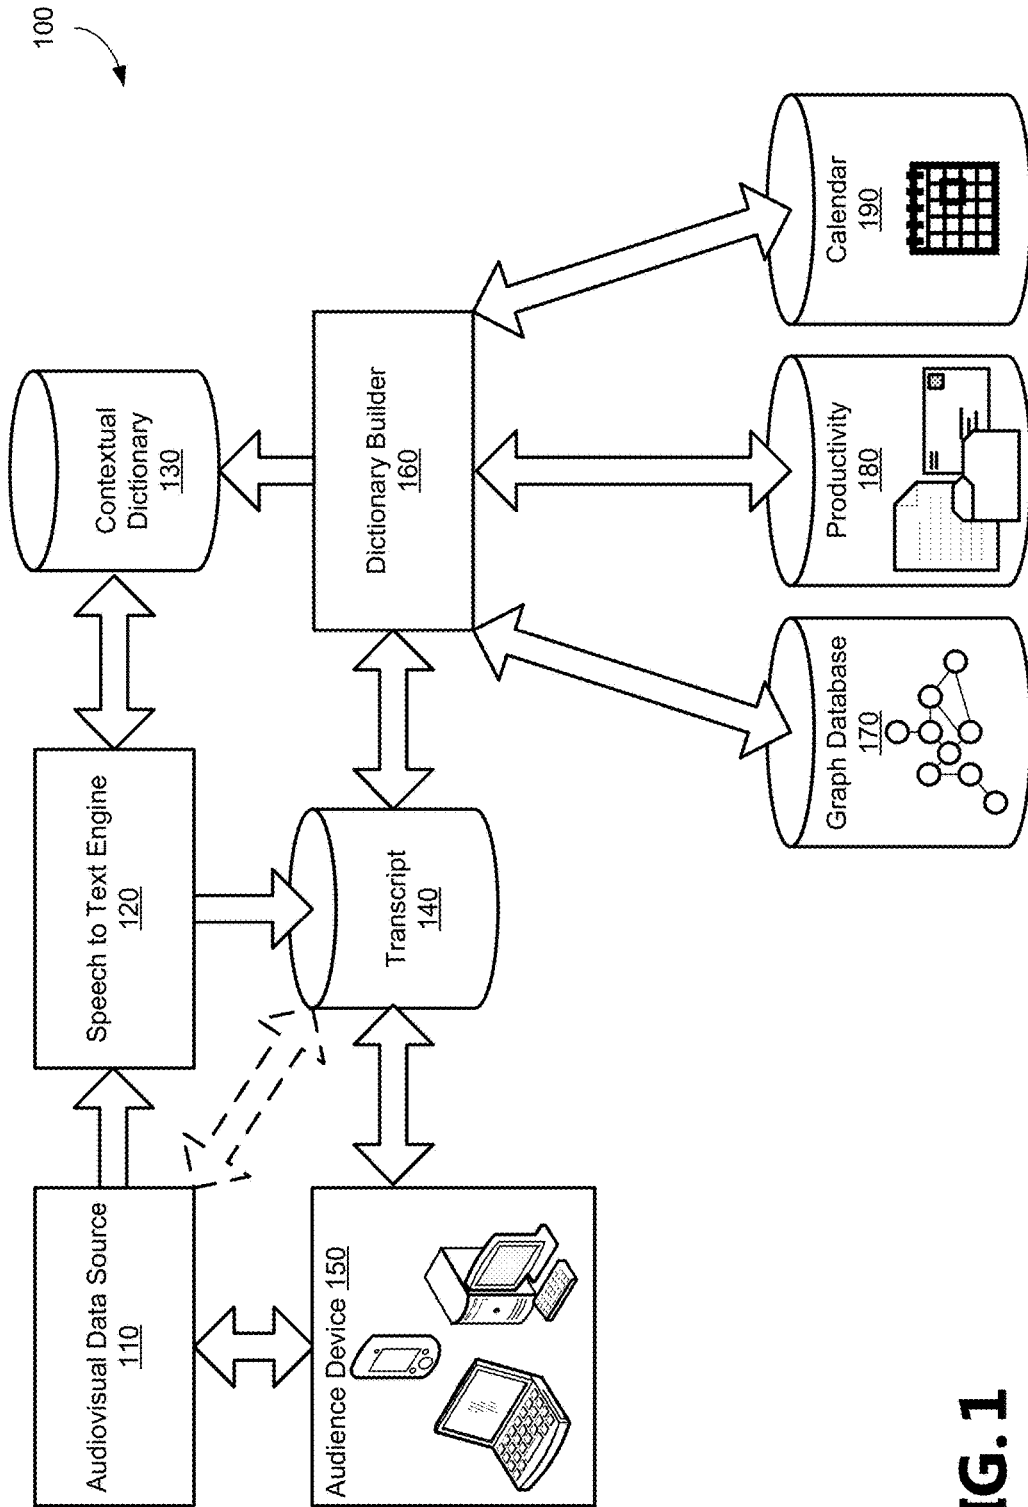 100
Audiovisual Data Source
110
Speech to Text Engine
120
Contextual
Dictionary
130
Audience Device 150
Transcript
140
Dictionary Builder
160
Graph Database
170
Productivity
180
Calendar
190
IG. 1